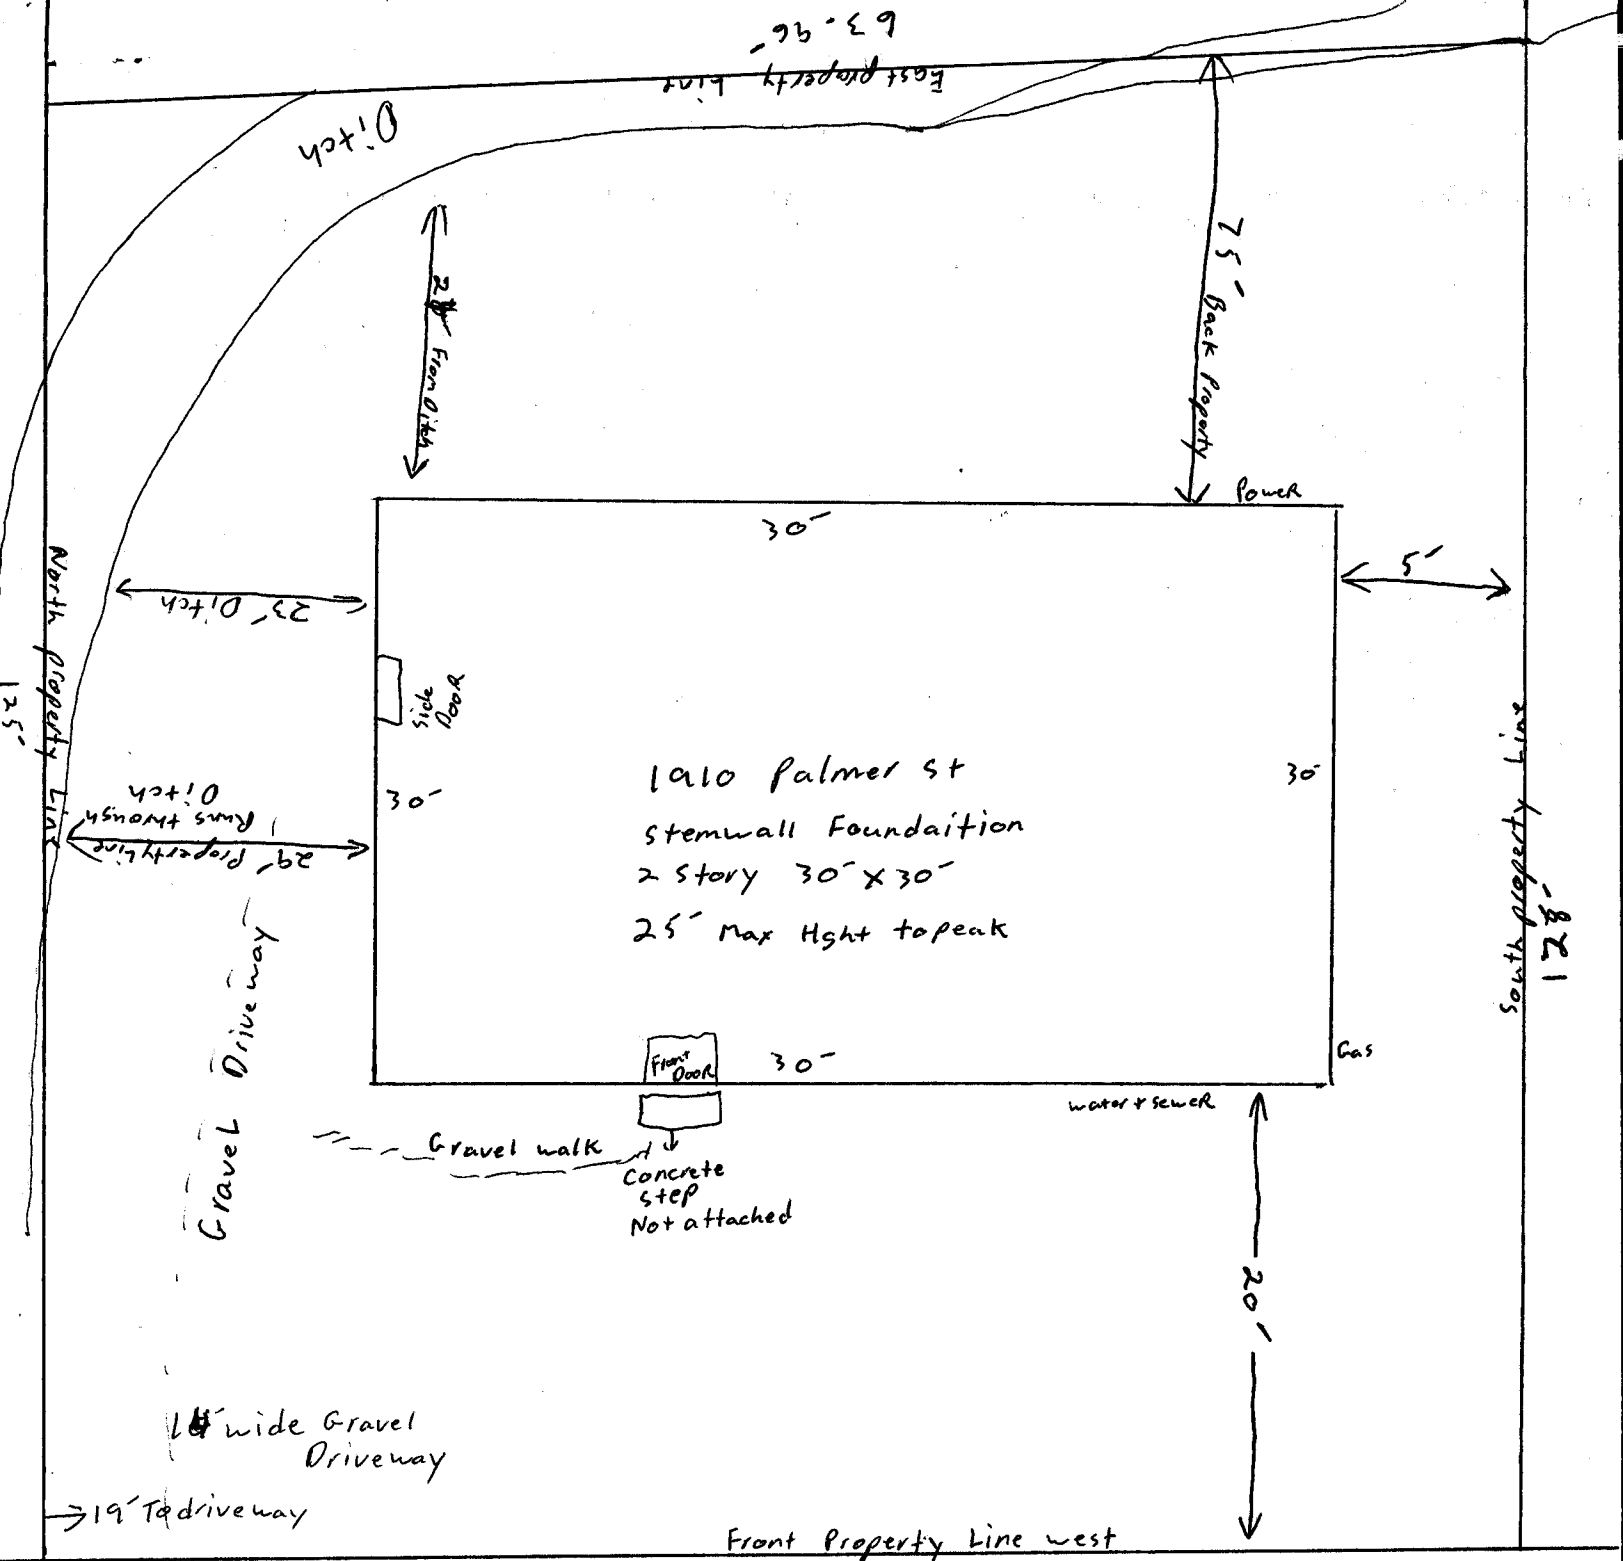 63.96'
East property Line
Ditch
75' Back Property
From Ditch
Power
30'
5'
23' Ditch
North property Line
125'
Side
DooR
30'
30'
1910 Palmer st
stemwall Foundaition
2 Story 30' x 30'
25' Max Hght to peak
South property Line
128'
Ditch
Runs through
29' Property Line
Gravel Driveway
Front
DooR
30'
Gas
water + seweR
Gravel walk
Concrete
step
Not attached
20'
wide Gravel
Driveway
19' To driveway
Front Property Line west